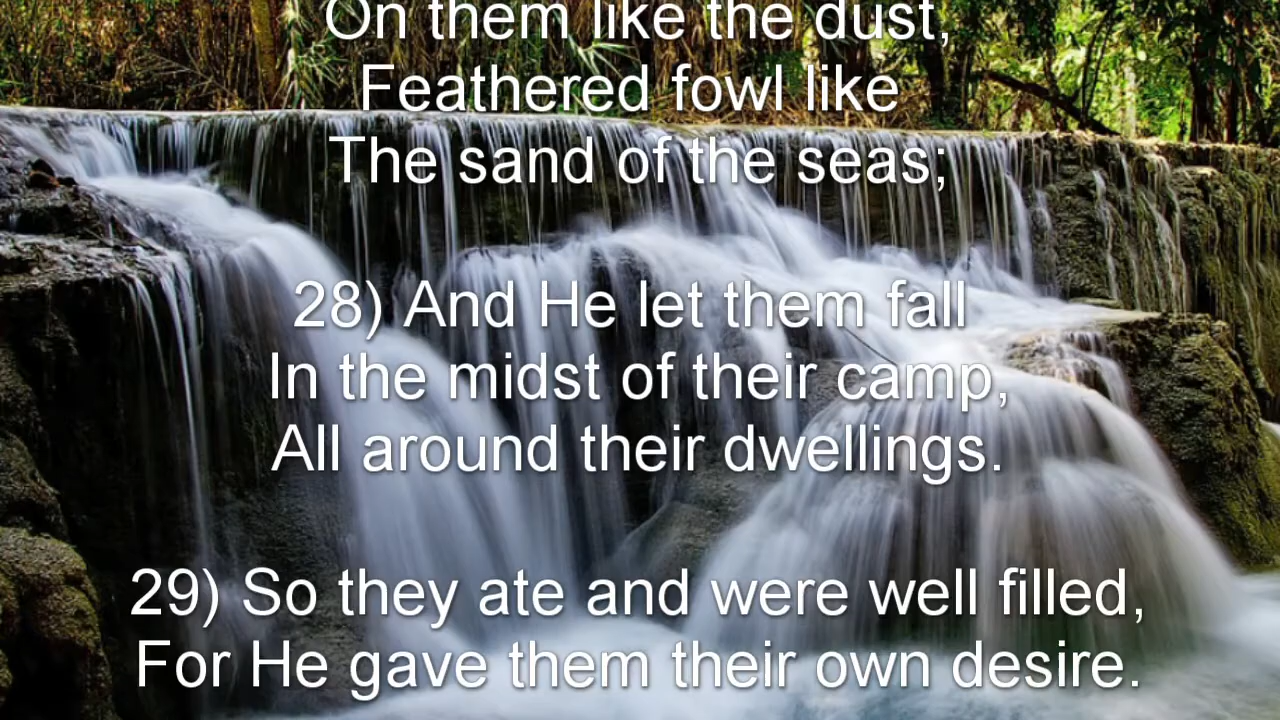 On them like the dust,
Feathered fowl like
The sand of the seas;
28) And He let them fall
In the midst of their camp,
All around their dwellings.
29) So they ate and were well filled,
For He gave them their own desire.